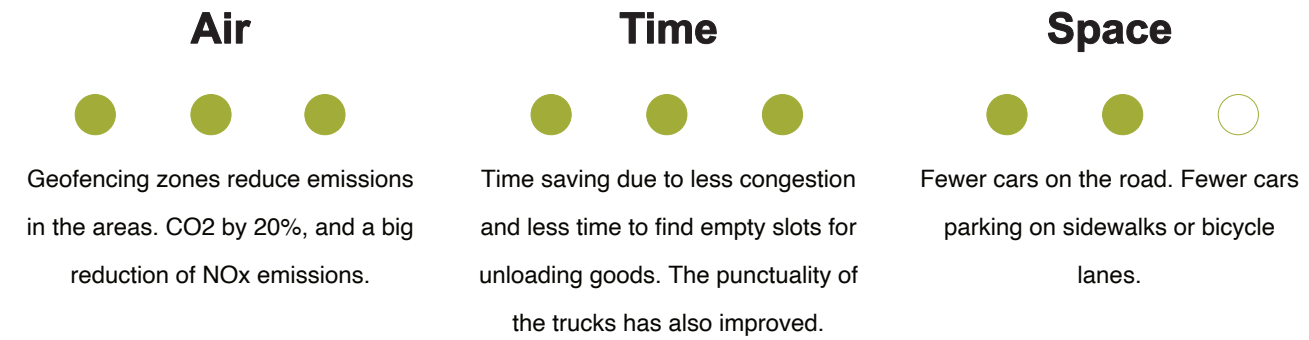 Air
Geofencing zones reduce emissions
in the areas. CO2 by 20%, and a big
reduction of NOx emissions.
Time
Time saving due to less congestion
and less time to find empty slots for
unloading goods. The punctuality of
the trucks has also improved.
Space
Fewer cars on the road. Fewer cars
parking on sidewalks or bicycle
lanes.